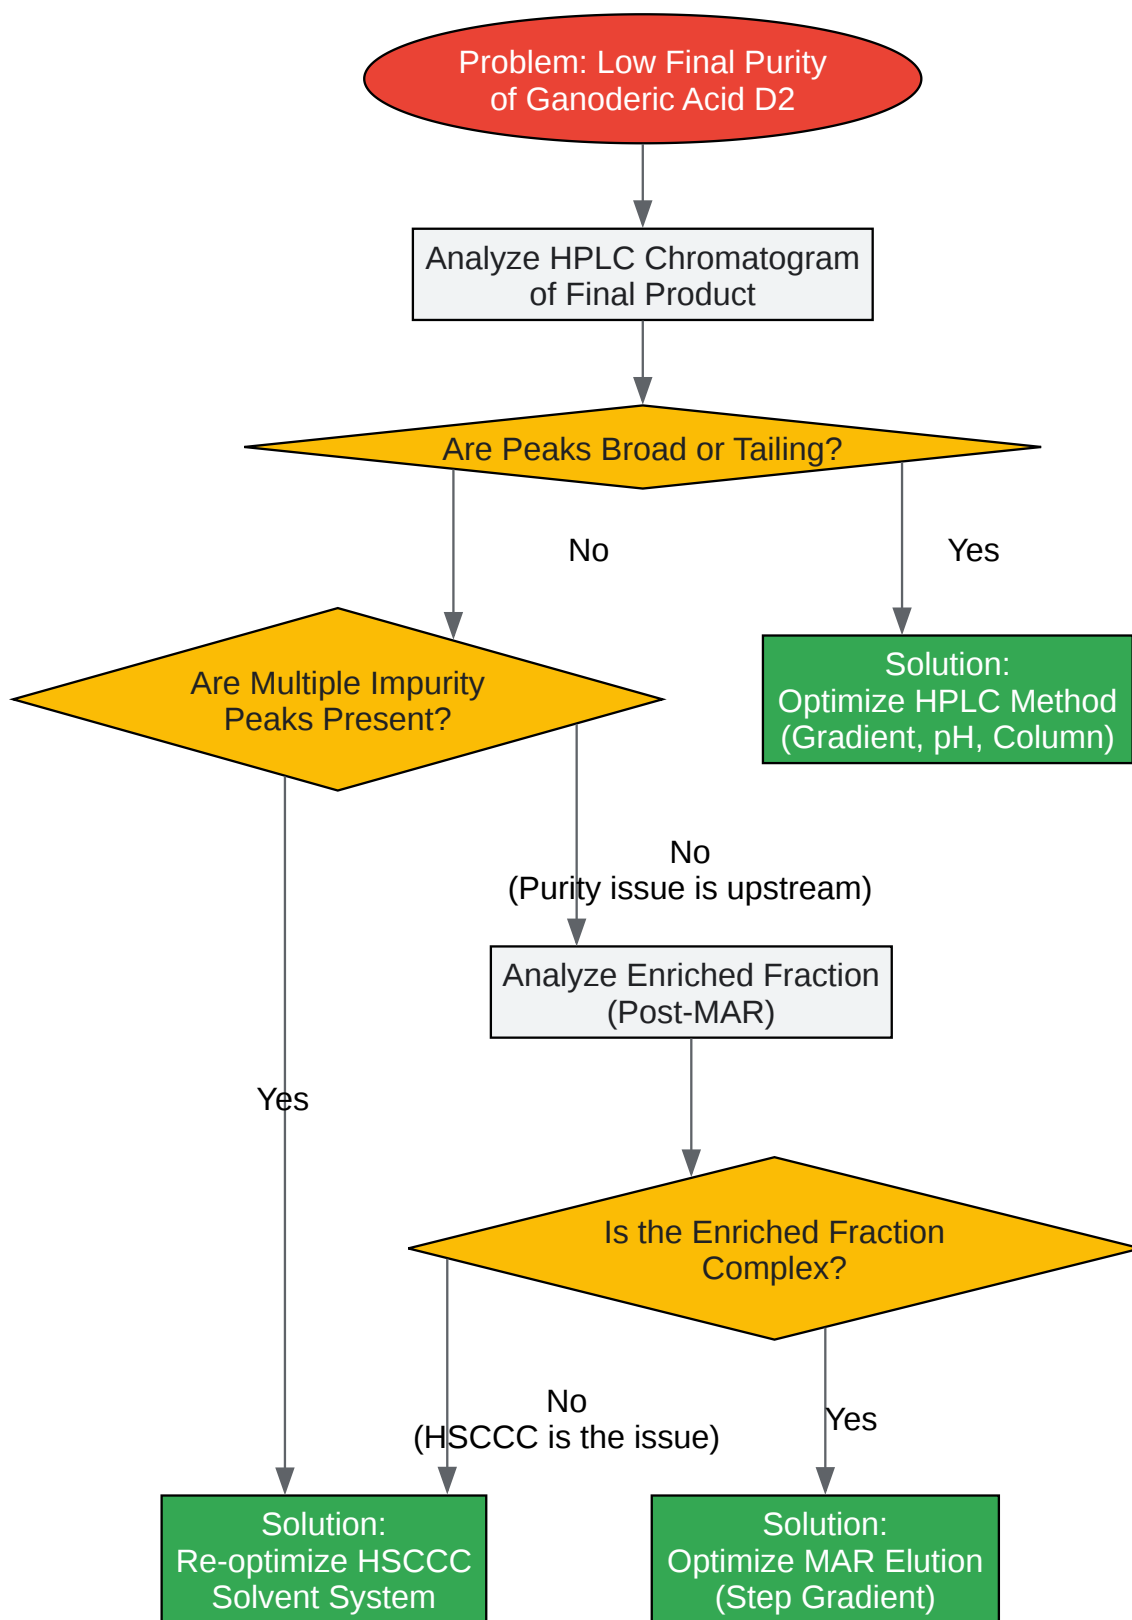 Problem: Low Final Purity
of Ganoderic Acid D2
Analyze HPLC Chromatogram
of Final Product
Are Peaks Broad or Tailing?
No
Yes
Are Multiple Impurity
Peaks Present?
Solution:
Optimize HPLC Method
(Gradient, pH, Column)
No
(Purity issue is upstream)
Analyze Enriched Fraction
(Post-MAR)
Yes
Is the Enriched Fraction
Complex?
No
(HSCCC is the issue)
Yes
Solution:
Re-optimize HSCCC
Solvent System
Solution:
Optimize MAR Elution
(Step Gradient)